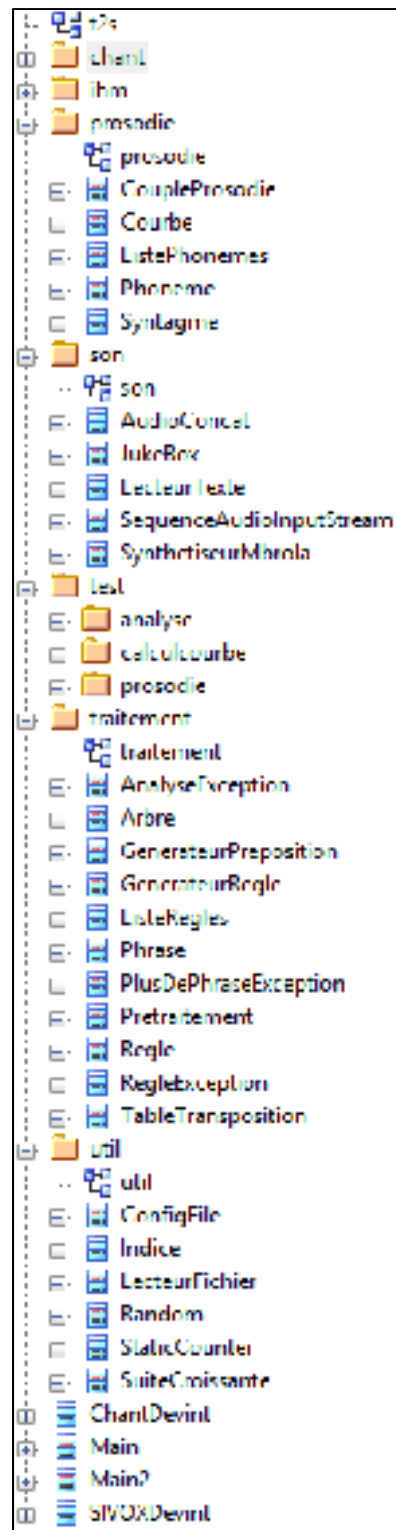 t2s
chant
ihm
prosodie
prosodie
CoupleProsodie
Courbe
ListePhonemes
Phoneme
Syntagme
son
son
AudioConcat
JukeBox
LecteurTexte
SequenceAudioInputStream
SynthetiseurMbrola
test
analyse
calculcourbe
prosodie
traitement
traitement
AnalyseException
Arbre
GenerateurPreposition
GenerateurRegle
ListeRegles
Phrase
PlusDePhraseException
Pretraitement
Regle
RegleException
TableTransposition
util
util
ConfigFile
Indice
LecteurFichier
Random
StaticCounter
SuiteCroissante
ChantDevint
Main
Main2
SIVOXDevint